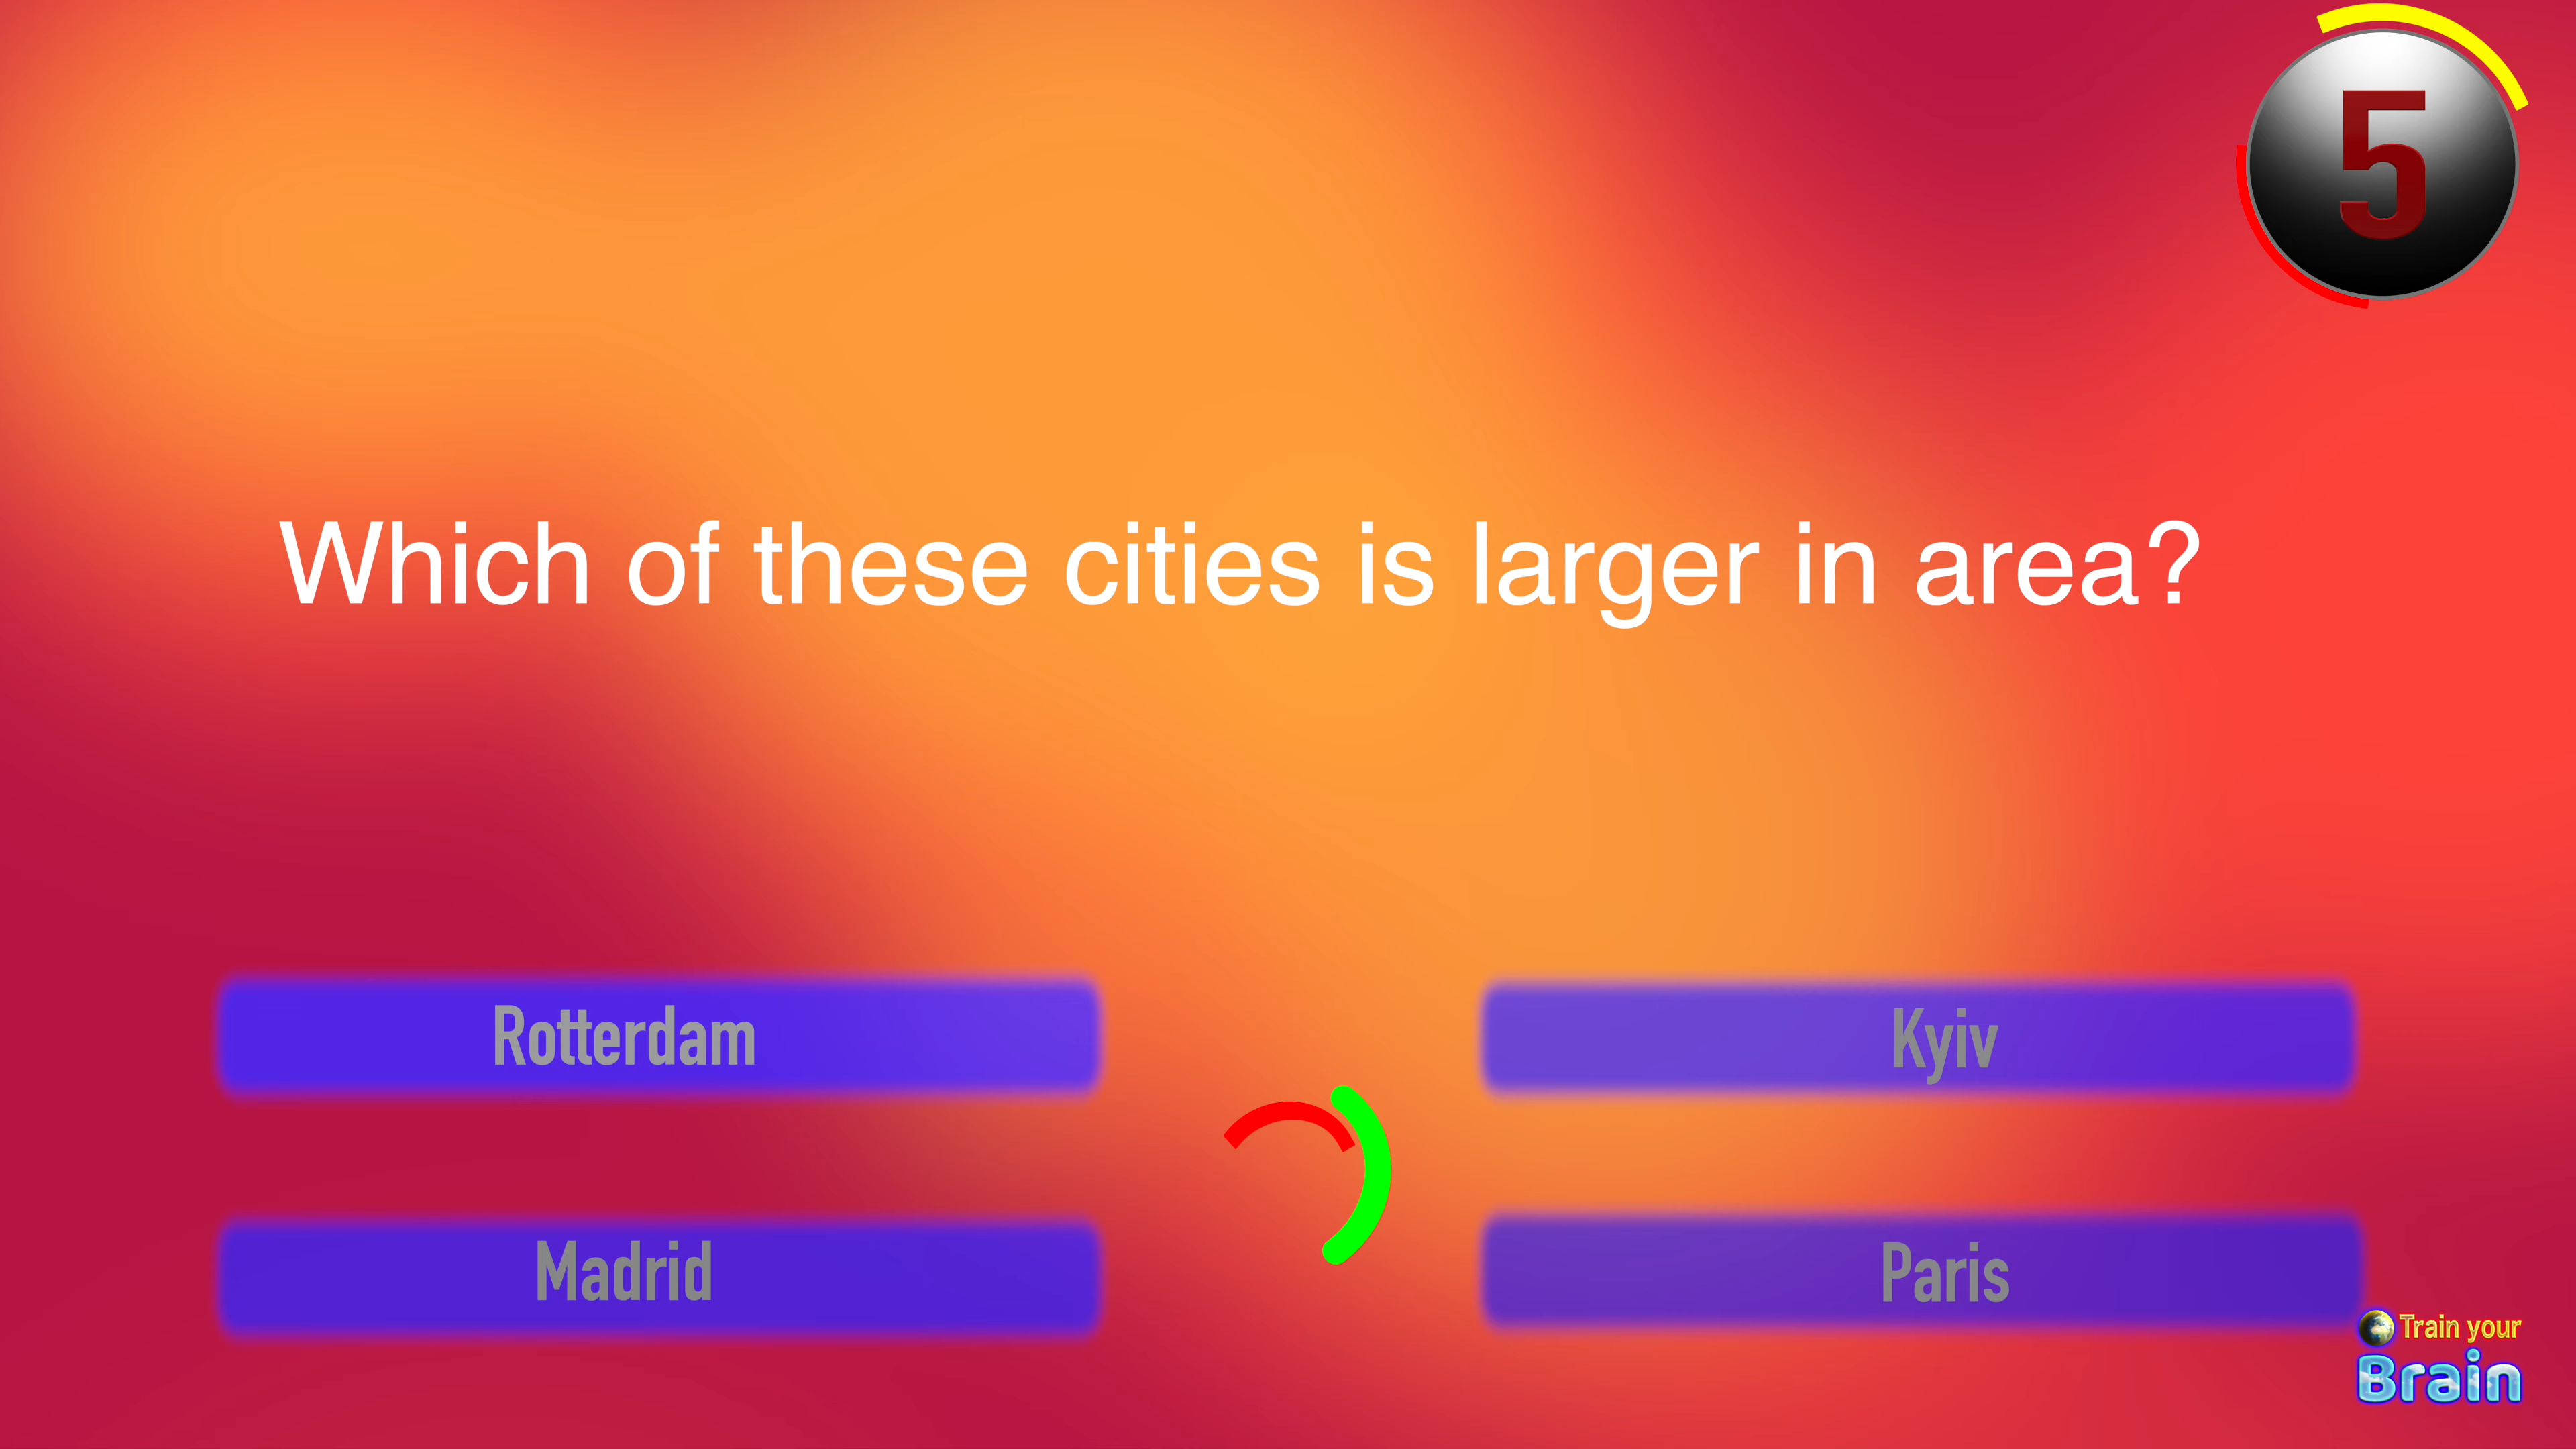 5
Which of these cities is larger in area?
Rotterdam
Kyiv
Madrid
Paris
Train your
Brain